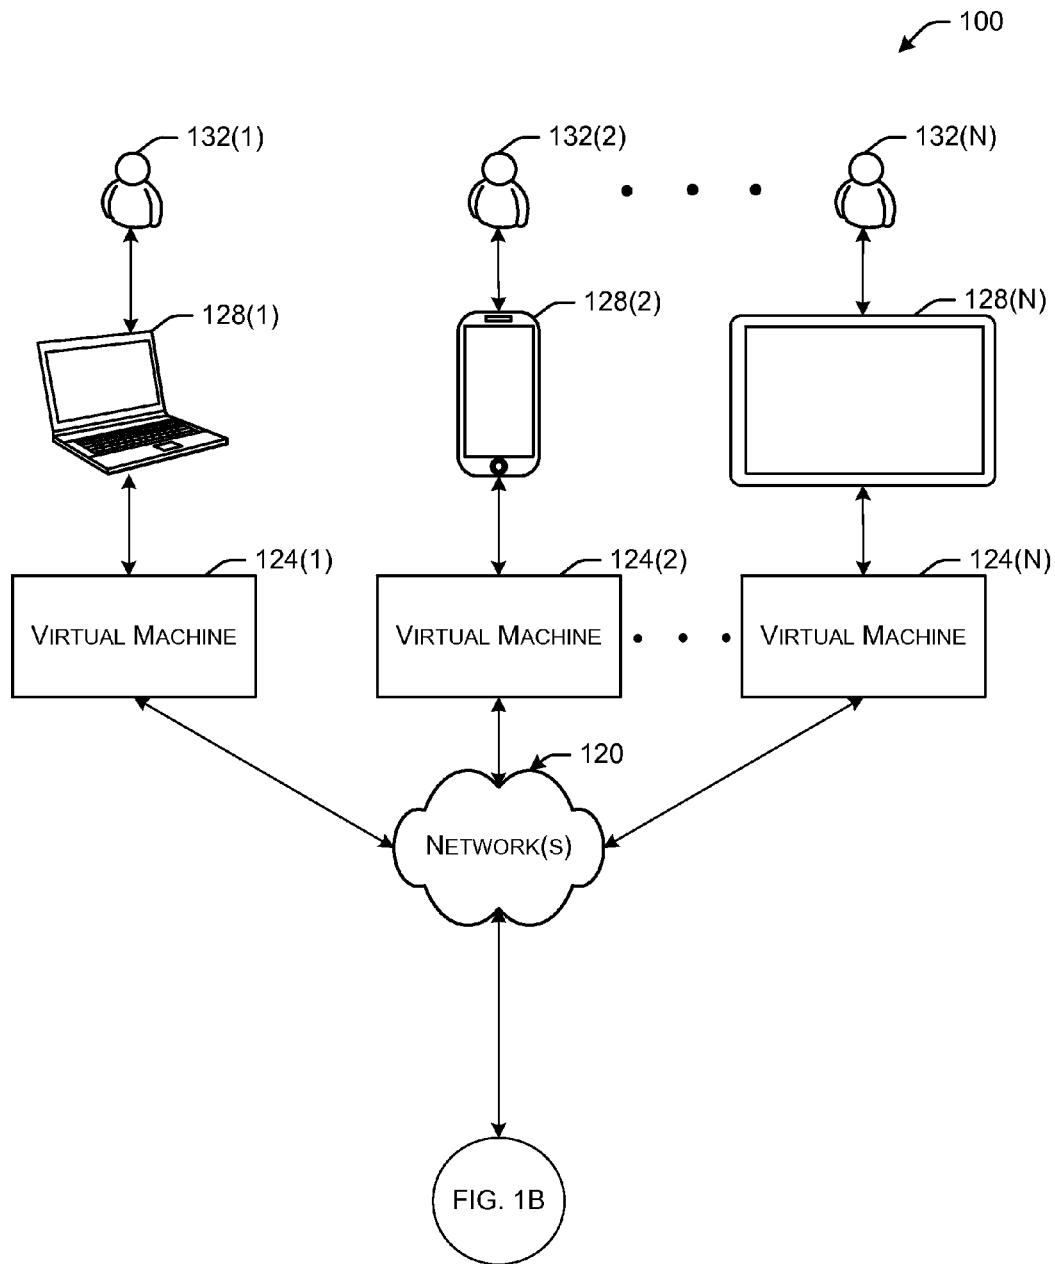 100
132(1)
132(2)
132(N)
128(1)
128(2)
128(N)
124(1)
124(2)
124(N)
VIRTUAL MACHINE
VIRTUAL MACHINE
VIRTUAL MACHINE
120
NETWORK(S)
FIG. 1B